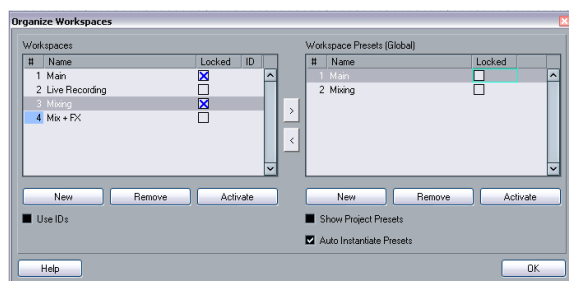 Organize Workspaces
Workspaces
# Name Locked ID
1 Main
2 Live Recording
3 Mixing
4 Mix + FX
New Remove Activate
Use IDs
>
<
Workspace Presets (Global)
# Name Locked
1 Main
2 Mixing
New Remove Activate
Show Project Presets
Auto Instantiate Presets
Help OK